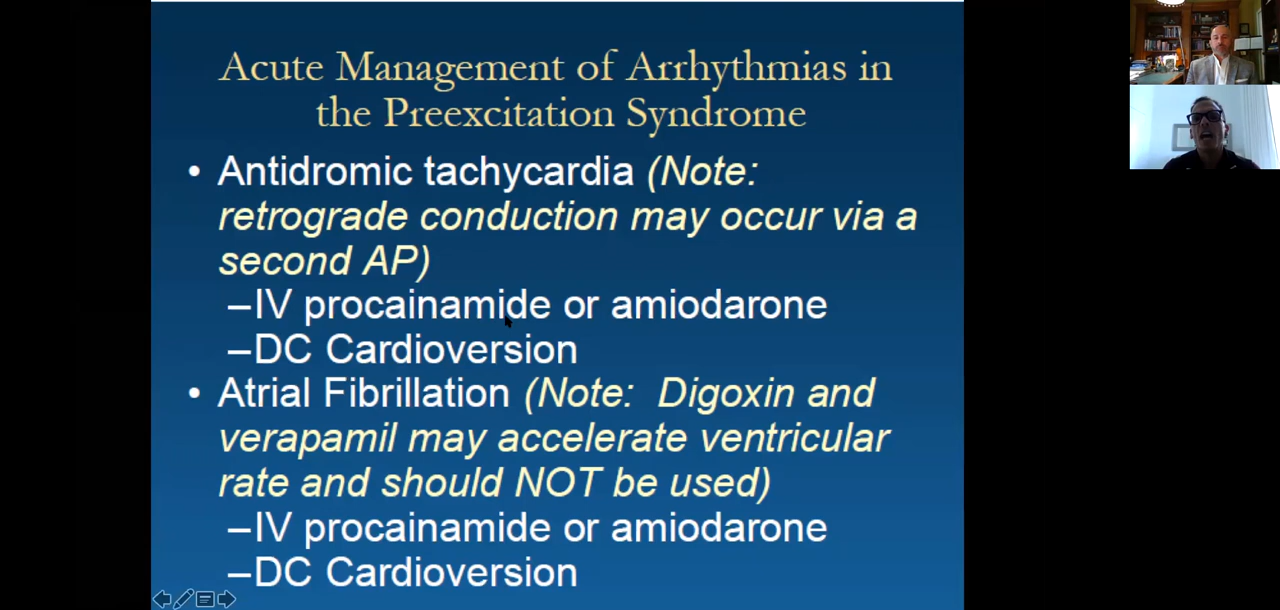 Acute Management of Arrhythmias in
the Preexcitation Syndrome
• Antidromic tachycardia (Note:
retrograde conduction may occur via a
second AP)
–IV procainamide or amiodarone
–DC Cardioversion
• Atrial Fibrillation (Note: Digoxin and
verapamil may accelerate ventricular
rate and should NOT be used)
–IV procainamide or amiodarone
–DC Cardioversion